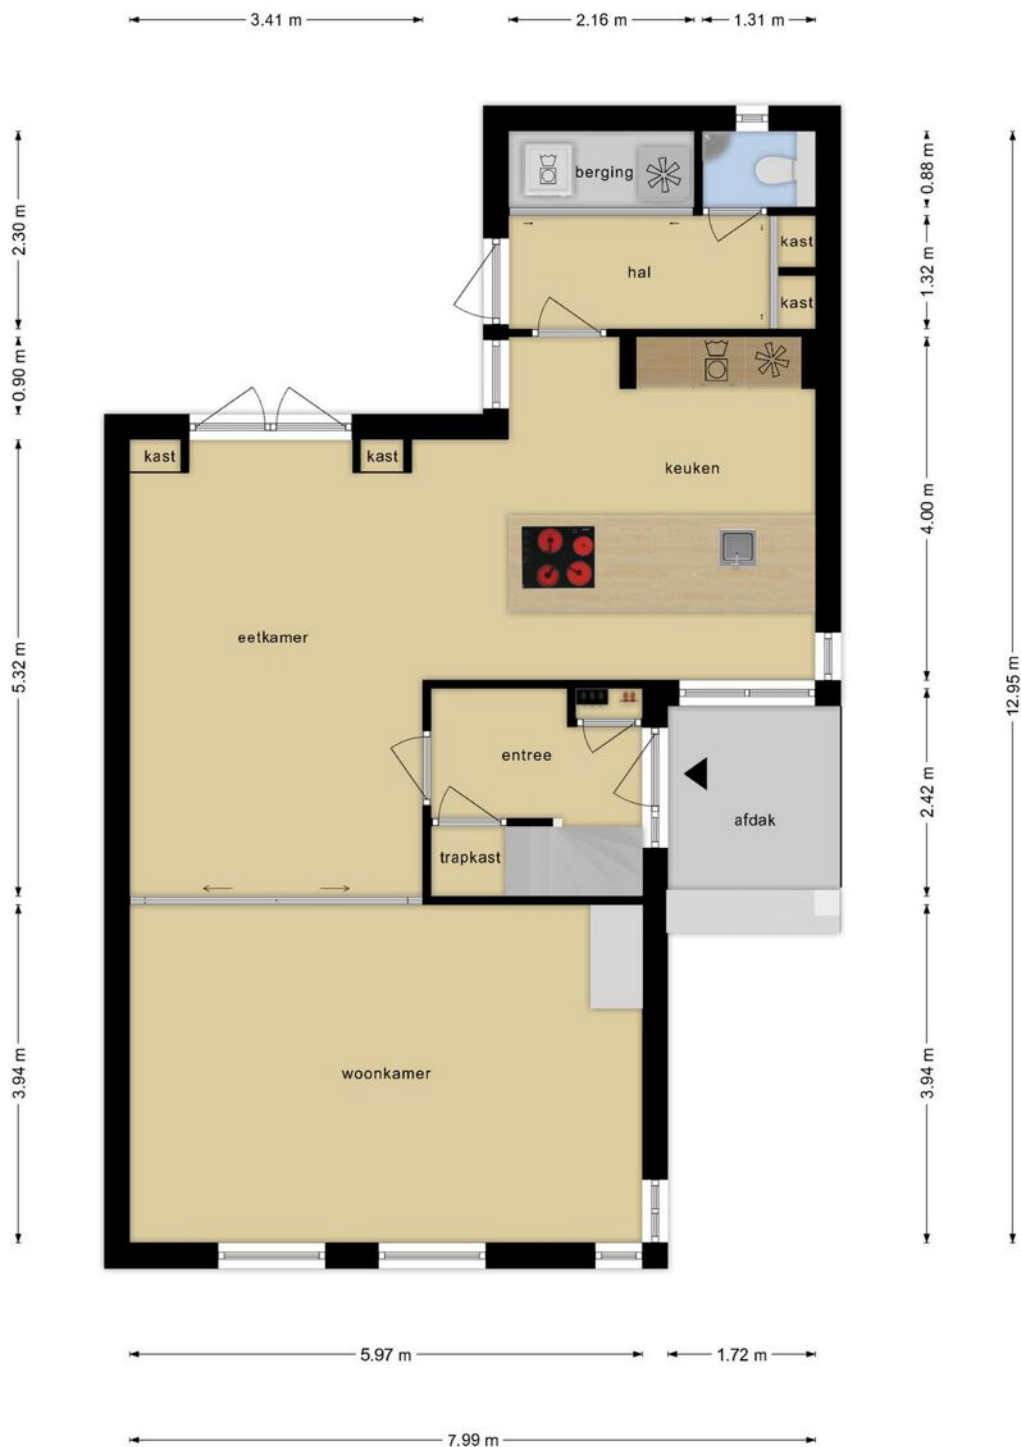 3.41 m
2.16 m
1.31 m
2.30 m
0.90 m
5.32 m
3.94 m
0.88 m
1.32 m
4.00 m
2.42 m
3.94 m
12.95 m
berging
kast
hal
kast
kast
kast
keuken
eetkamer
entree
afdak
trapkast
woonkamer
5.97 m
1.72 m
7.99 m